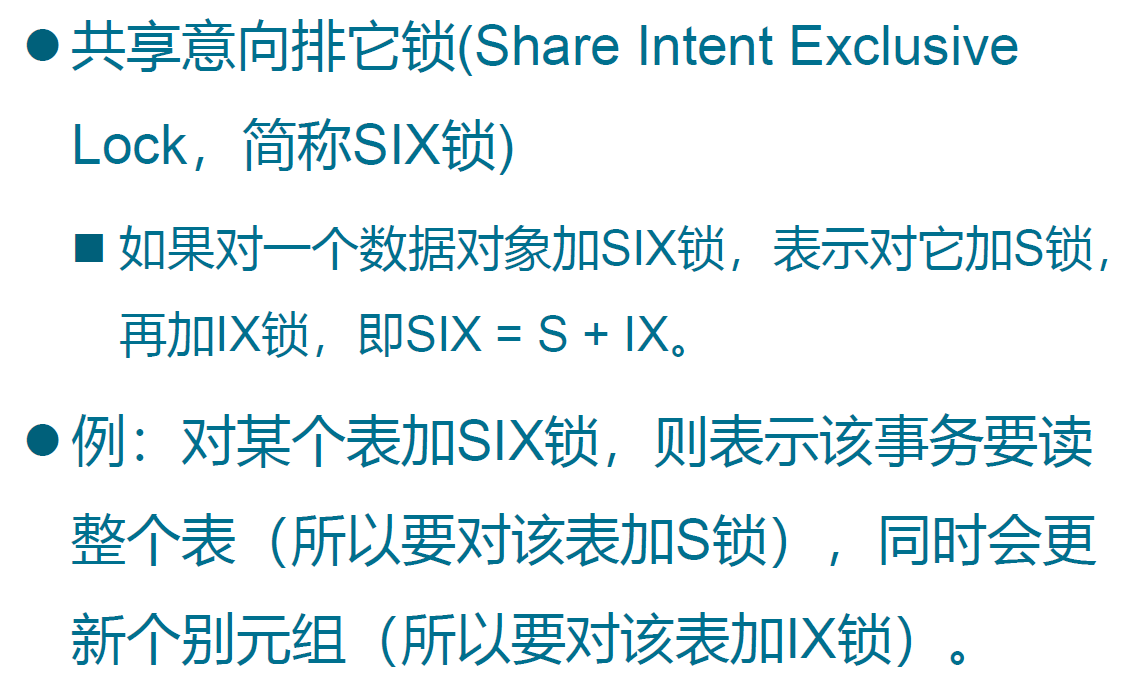 ●共享意向排它锁(Share Intent Exclusive
Lock，简称SIX锁)
■ 如果对一个数据对象加SIX锁，表示对它加S锁，
再加IX锁，即SIX = S + IX。
●例：对某个表加SIX锁，则表示该事务要读
整个表（所以要对该表加S锁），同时会更
新个别元组（所以要对该表加IX锁）。